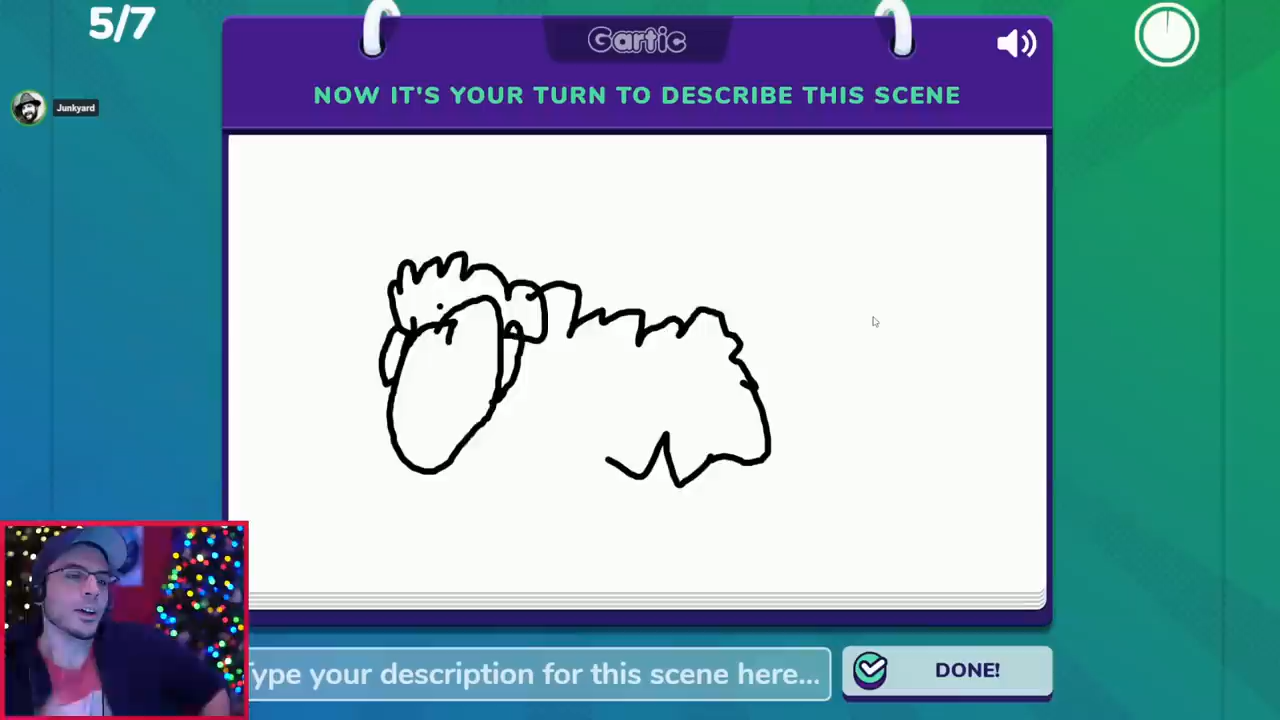 5/7
Gartic
NOW IT'S YOUR TURN TO DESCRIBE THIS SCENE
Junkyard
ype your description for this scene here...
DONE!